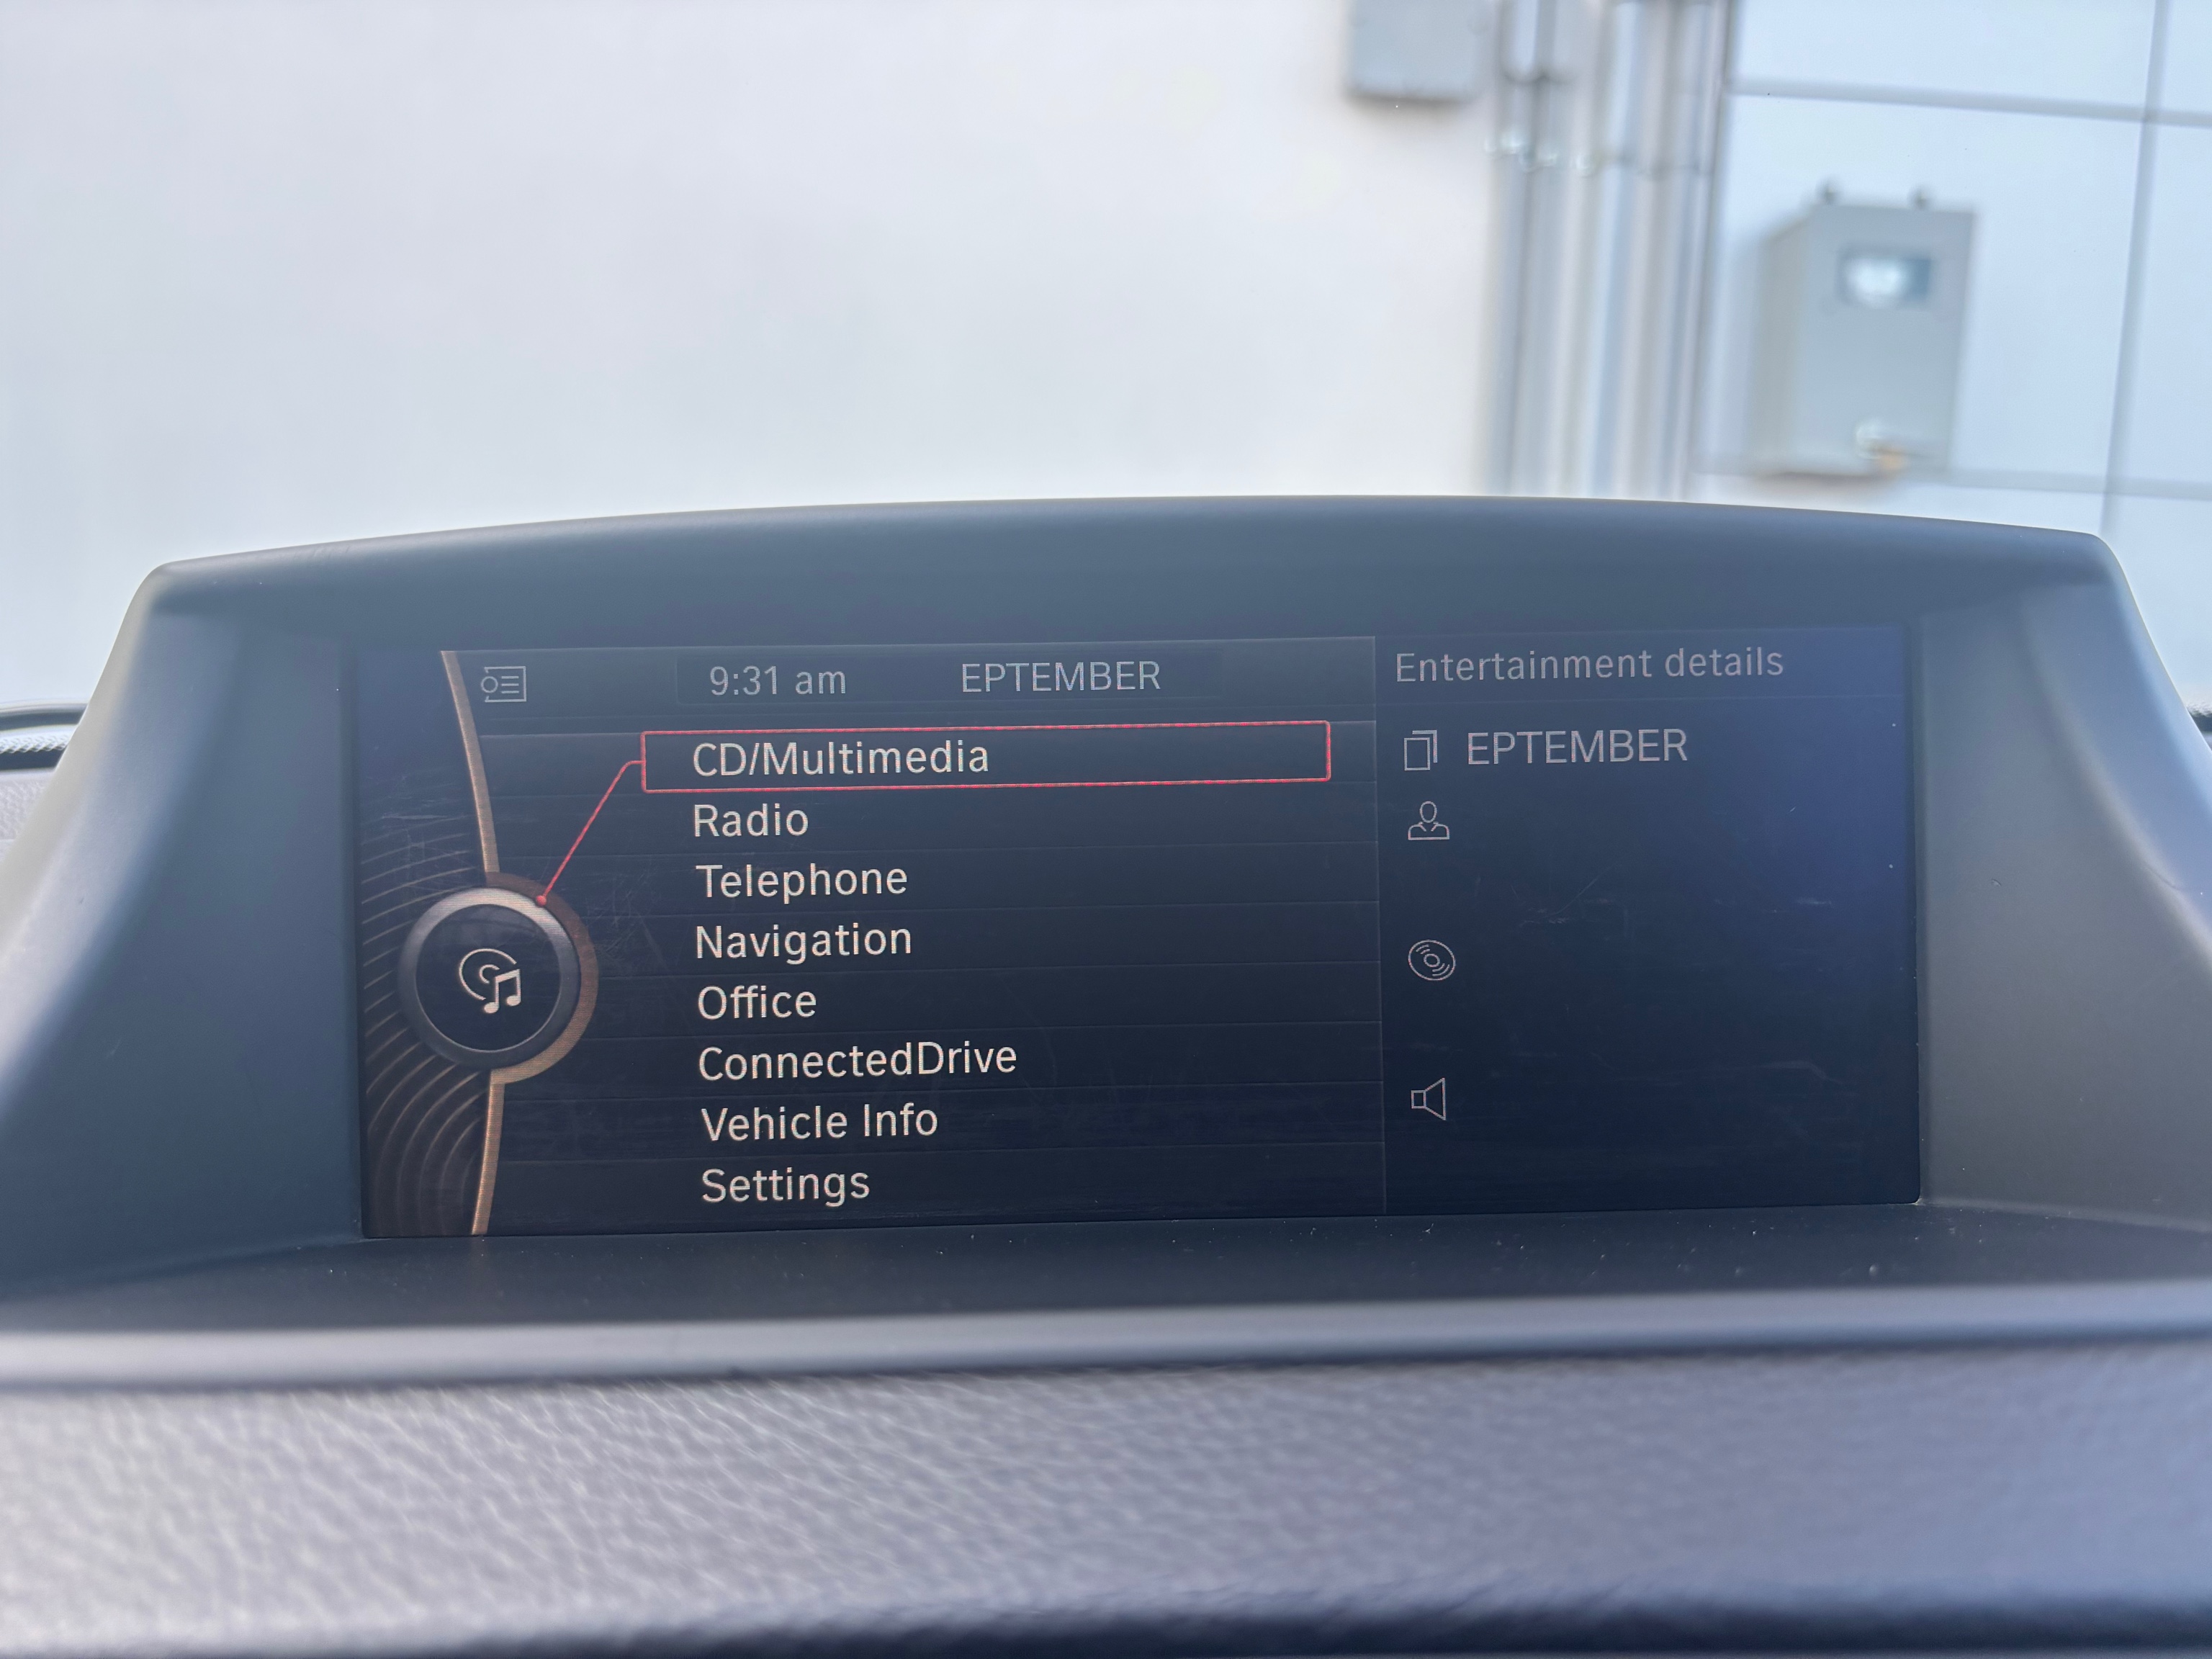 9:31 am EPTEMBER
CD/Multimedia
Radio
Telephone
Navigation
Office
ConnectedDrive
Vehicle Info
Settings
Entertainment details
EPTEMBER